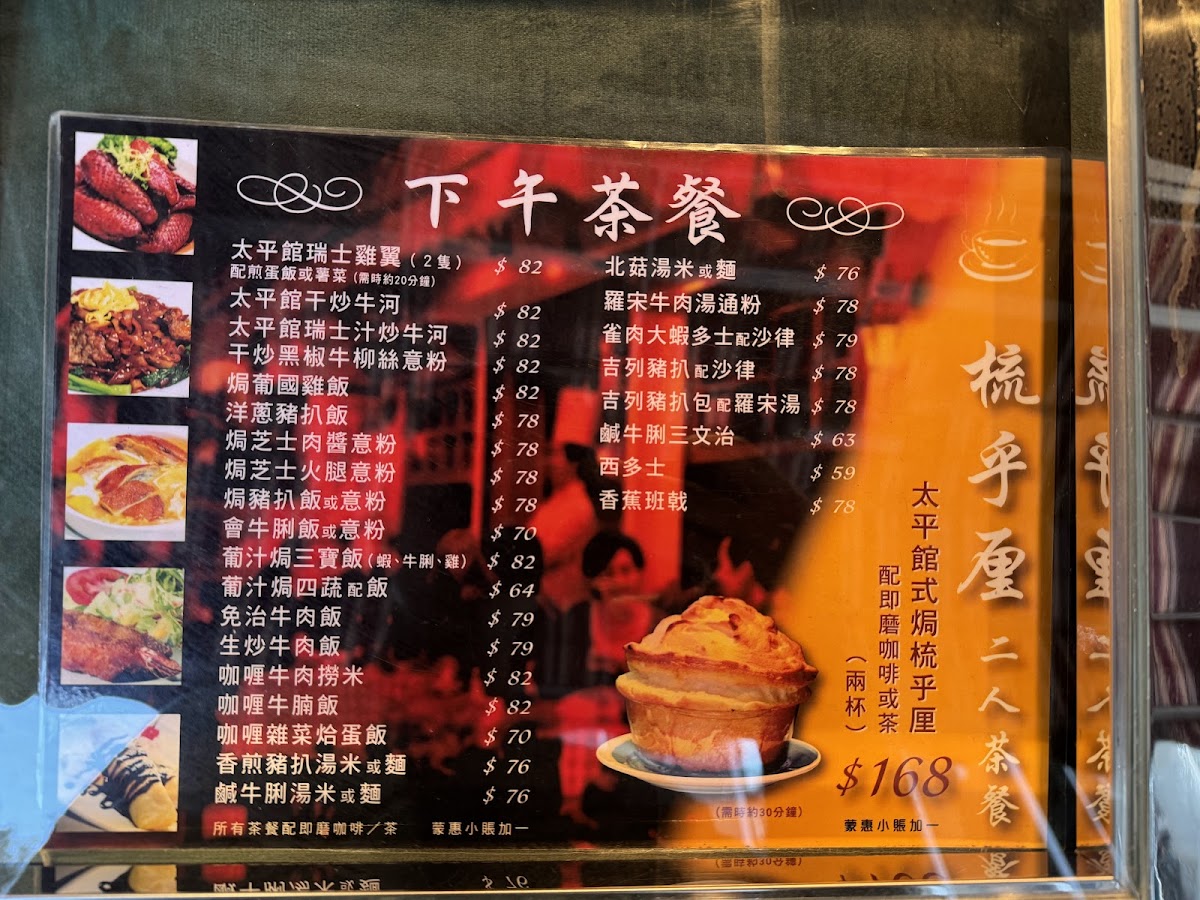 下午茶餐
太平館瑞士雞翼（2隻） $ 82
配煎蛋飯或薯菜（需時約20分鐘）
太平館干炒牛河 $ 82
太平館瑞士汁炒牛河 $ 82
干炒黑椒牛柳絲意粉 $ 82
焗葡國雞飯 $ 82
洋蔥豬扒飯 $ 78
焗芝士肉醬意粉 $ 78
焗芝士火腿意粉 $ 78
焗豬扒飯或意粉 $ 78
會牛脷飯或意粉 $ 70
葡汁焗三寶飯（蝦、牛脷、雞） $ 82
葡汁焗四蔬配飯 $ 64
免治牛肉飯 $ 79
生炒牛肉飯 $ 79
咖喱牛肉撈米 $ 82
咖喱牛腩飯 $ 82
咖喱雜菜烚蛋飯 $ 70
香煎豬扒湯米或麵 $ 76
鹹牛脷湯米或麵 $ 76
所有茶餐配即磨咖啡／茶 蒙惠小賬加一
北菇湯米或麵 $ 76
羅宋牛肉湯通粉 $ 78
雀肉大蝦多士配沙律 $ 79
吉列豬扒配沙律 $ 78
吉列豬扒包配羅宋湯 $ 78
鹹牛脷三文治 $ 63
西多士 $ 59
香蕉班戟 $ 78
梳乎厘二人茶餐
太平館式焗梳乎厘
配即磨咖啡或茶
（兩杯）
$168
（需時約30分鐘）
蒙惠小賬加一